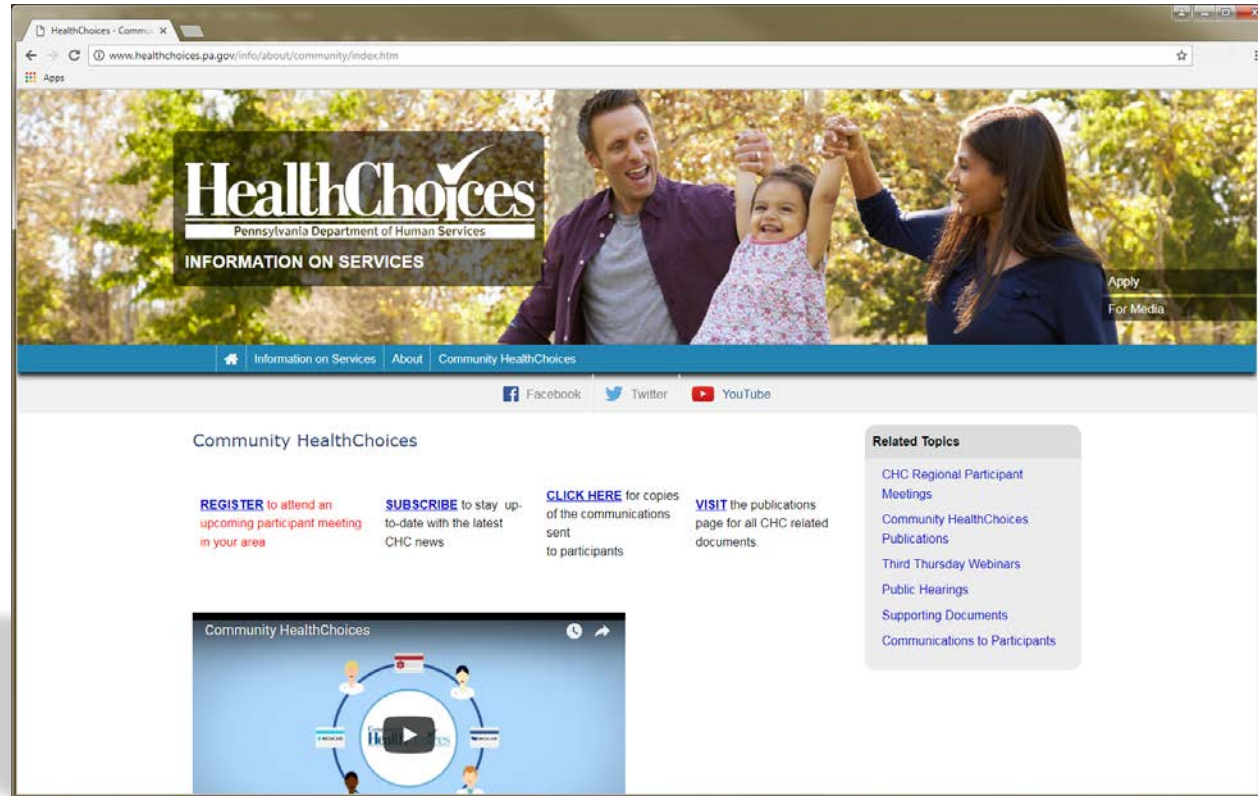 HealthChoices - Commu
www.healthchoices.pa.gov/info/about/community/index.htm
Apps
HealthChoices
Pennsylvania Department of Human Services
INFORMATION ON SERVICES
Apply
For Media
Information on Services
About
Community HealthChoices
Facebook
Twitter
YouTube
Community HealthChoices
REGISTER to attend an
upcoming participant meeting
in your area
SUBSCRIBE to stay up-
to-date with the latest
CHC news
CLICK HERE for copies
of the communications
sent
to participants
VISIT the publications
page for all CHC related
documents.
Related Topics
CHC Regional Participant
Meetings
Community HealthChoices
Publications
Third Thursday Webinars
Public Hearings
Supporting Documents
Communications to Participants
Community HealthChoices